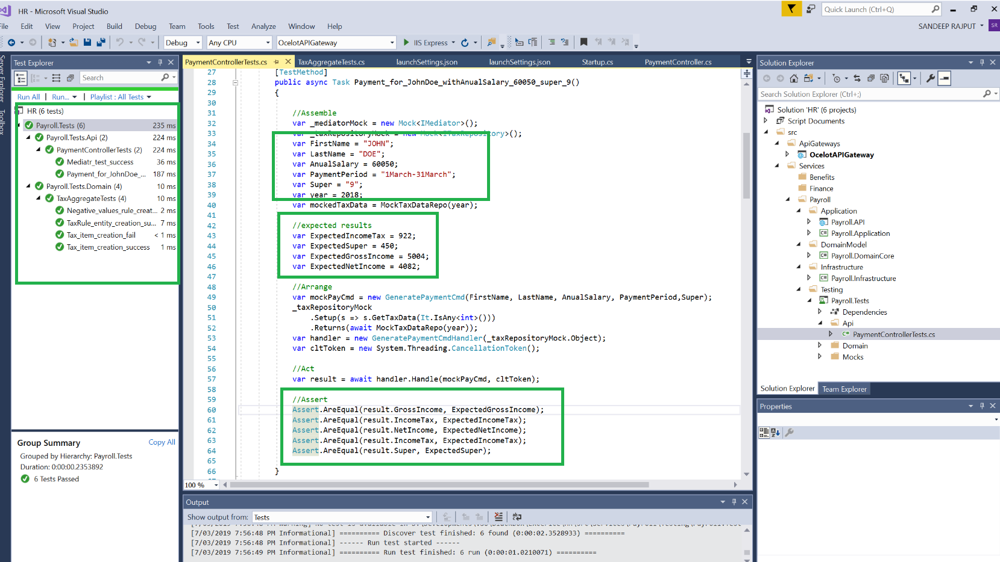 HR - Microsoft Visual Studio
Quick Launch (Ctrl+Q)
File Edit View Project Build Debug Team Tools Test Analyze Window Help
SANDEEP RAJPUT SR
Debug Any CPU OcelotAPIGateway IIS Express
Server Explorer
Toolbox
Test Explorer
Search
Run All | Run... | Playlist : All Tests
HR (6 tests)
Payroll.Tests (6) 235 ms
Payroll.Tests.Api (2) 224 ms
PaymentControllerTests (2) 224 ms
Mediatr_test_success 36 ms
Payment_for_JohnDoe_... 187 ms
Payroll.Tests.Domain (4) 10 ms
TaxAggregateTests (4) 10 ms
Negative_values_rule_creat... 2 ms
TaxRule_entity_creation_su... 7 ms
Tax_item_creation_fail < 1 ms
Tax_item_creation_success 1 ms
Group Summary Copy All
Grouped by Hierarchy: Payroll.Tests
Duration: 0:00:00.2353892
6 Tests Passed
PaymentControllerTests.cs TaxAggregateTests.cs launchSettings.json launchSettings.json Startup.cs PaymentController.cs
27 [TestMethod]
28 public async Task Payment_for_JohnDoe_withAnualSalary_60050_super_9()
29 {
30
31 //Assemble
32 var _mediatorMock = new Mock<IMediator>();
33 var _taxRepositoryMock = new Mock<ITaxRepository>();
34 var FirstName = "JOHN";
35 var LastName = "DOE";
36 var AnualSalary = 60050;
37 var PaymentPeriod = "1March-31March";
38 var Super = "9";
39 var year = 2018;
40 var mockedTaxData = MockTaxDataRepo(year);
41
42 //expected results
43 var ExpectedIncomeTax = 922;
44 var ExpectedSuper = 450;
45 var ExpectedGrossIncome = 5004;
46 var ExpectedNetIncome = 4082;
47
48 //Arrange
49 var mockPayCmd = new GeneratePaymentCmd(FirstName, LastName, AnualSalary, PaymentPeriod,Super);
50 _taxRepositoryMock
51 .Setup(s => s.GetTaxData(It.IsAny<int>()))
52 .Returns(await MockTaxDataRepo(year));
53 var handler = new GeneratePaymentCmdHandler(_taxRepositoryMock.Object);
54 var cltToken = new System.Threading.CancellationToken();
55
56 //Act
57 var result = await handler.Handle(mockPayCmd, cltToken);
58
59 //Assert
60 Assert.AreEqual(result.GrossIncome, ExpectedGrossIncome);
61 Assert.AreEqual(result.IncomeTax, ExpectedIncomeTax);
62 Assert.AreEqual(result.NetIncome, ExpectedNetIncome);
63 Assert.AreEqual(result.IncomeTax, ExpectedIncomeTax);
64 Assert.AreEqual(result.Super, ExpectedSuper);
65
66 }
100 %
Output
Show output from: Tests
[7/03/2019 7:56:48 PM Informational] ========== Discover test finished: 6 found (0:00:02.3528933) ==========
[7/03/2019 7:56:48 PM Informational] ------ Run test started ------
[7/03/2019 7:56:49 PM Informational] ========== Run test finished: 6 run (0:00:01.0210071) ==========
Solution Explorer
Search Solution Explorer (Ctrl+;)
Solution 'HR' (6 projects)
Script Documents
src
ApiGateways
OcelotAPIGateway
Services
Benefits
Finance
Payroll
Application
Payroll.API
Payroll.Application
DomainModel
Payroll.DomainCore
Infrastructure
Payroll.Infrastructure
Testing
Payroll.Tests
Dependencies
Api
PaymentControllerTests.cs
Domain
Mocks
Solution Explorer Team Explorer
Properties